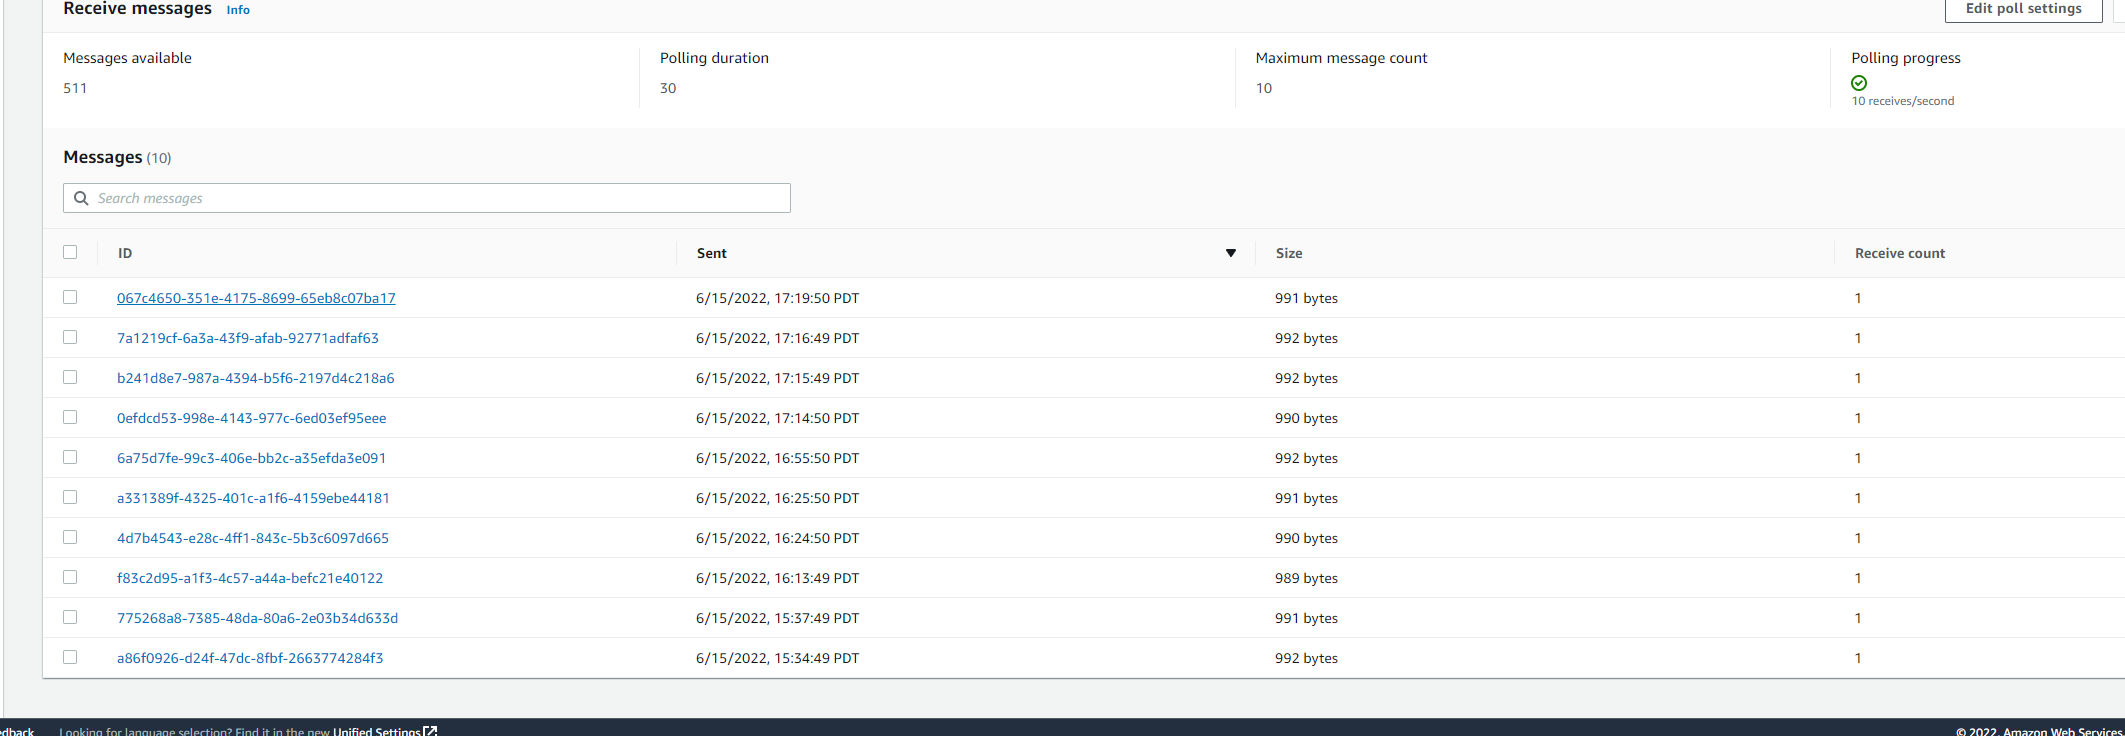 Receive messages Info Edit poll settings
Messages available Polling duration Maximum message count Polling progress
511 30 10
10 receives/second
Messages (10)
Search messages
ID Sent Size Receive count
067c4650-351e-4175-8699-65eb8c07ba17 6/15/2022, 17:19:50 PDT 991 bytes 1
7a1219cf-6a3a-43f9-afab-92771adfaf63 6/15/2022, 17:16:49 PDT 992 bytes 1
b241d8e7-987a-4394-b5f6-2197d4c218a6 6/15/2022, 17:15:49 PDT 992 bytes 1
0efdcd53-998e-4143-977c-6ed03ef95eee 6/15/2022, 17:14:50 PDT 990 bytes 1
6a75d7fe-99c3-406e-bb2c-a35efda3e091 6/15/2022, 16:55:50 PDT 992 bytes 1
a331389f-4325-401c-a1f6-4159ebe44181 6/15/2022, 16:25:50 PDT 991 bytes 1
4d7b4543-e28c-4ff1-843c-5b3c6097d665 6/15/2022, 16:24:50 PDT 990 bytes 1
f83c2d95-a1f3-4c57-a44a-befc21e40122 6/15/2022, 16:13:49 PDT 989 bytes 1
775268a8-7385-48da-80a6-2e03b34d633d 6/15/2022, 15:37:49 PDT 991 bytes 1
a86f0926-d24f-47dc-8fbf-2663774284f3 6/15/2022, 15:34:49 PDT 992 bytes 1
edback Looking for language selection? Find it in the new Unified Settings © 2022, Amazon Web Services